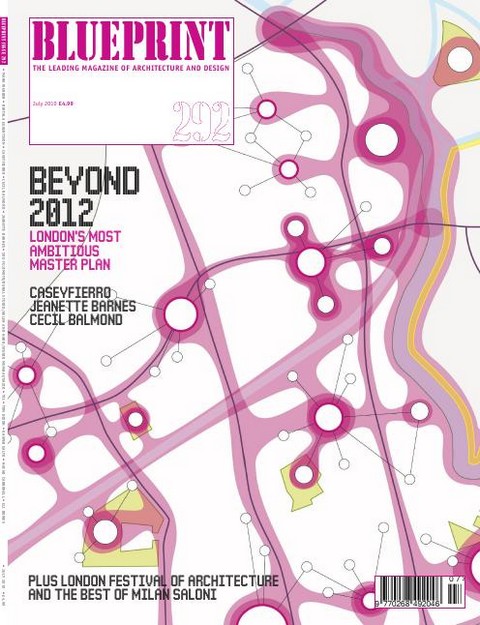 BLUEPRINT
THE LEADING MAGAZINE OF ARCHITECTURE AND DESIGN
July 2010 £4.99
292
BEYOND
2012
LONDON'S MOST
AMBITIOUS
MASTER PLAN
CASEYFIERRO
JEANETTE BARNES
CECIL BALMOND
PLUS LONDON FESTIVAL OF ARCHITECTURE
AND THE BEST OF MILAN SALONI
07
9 770268 492046